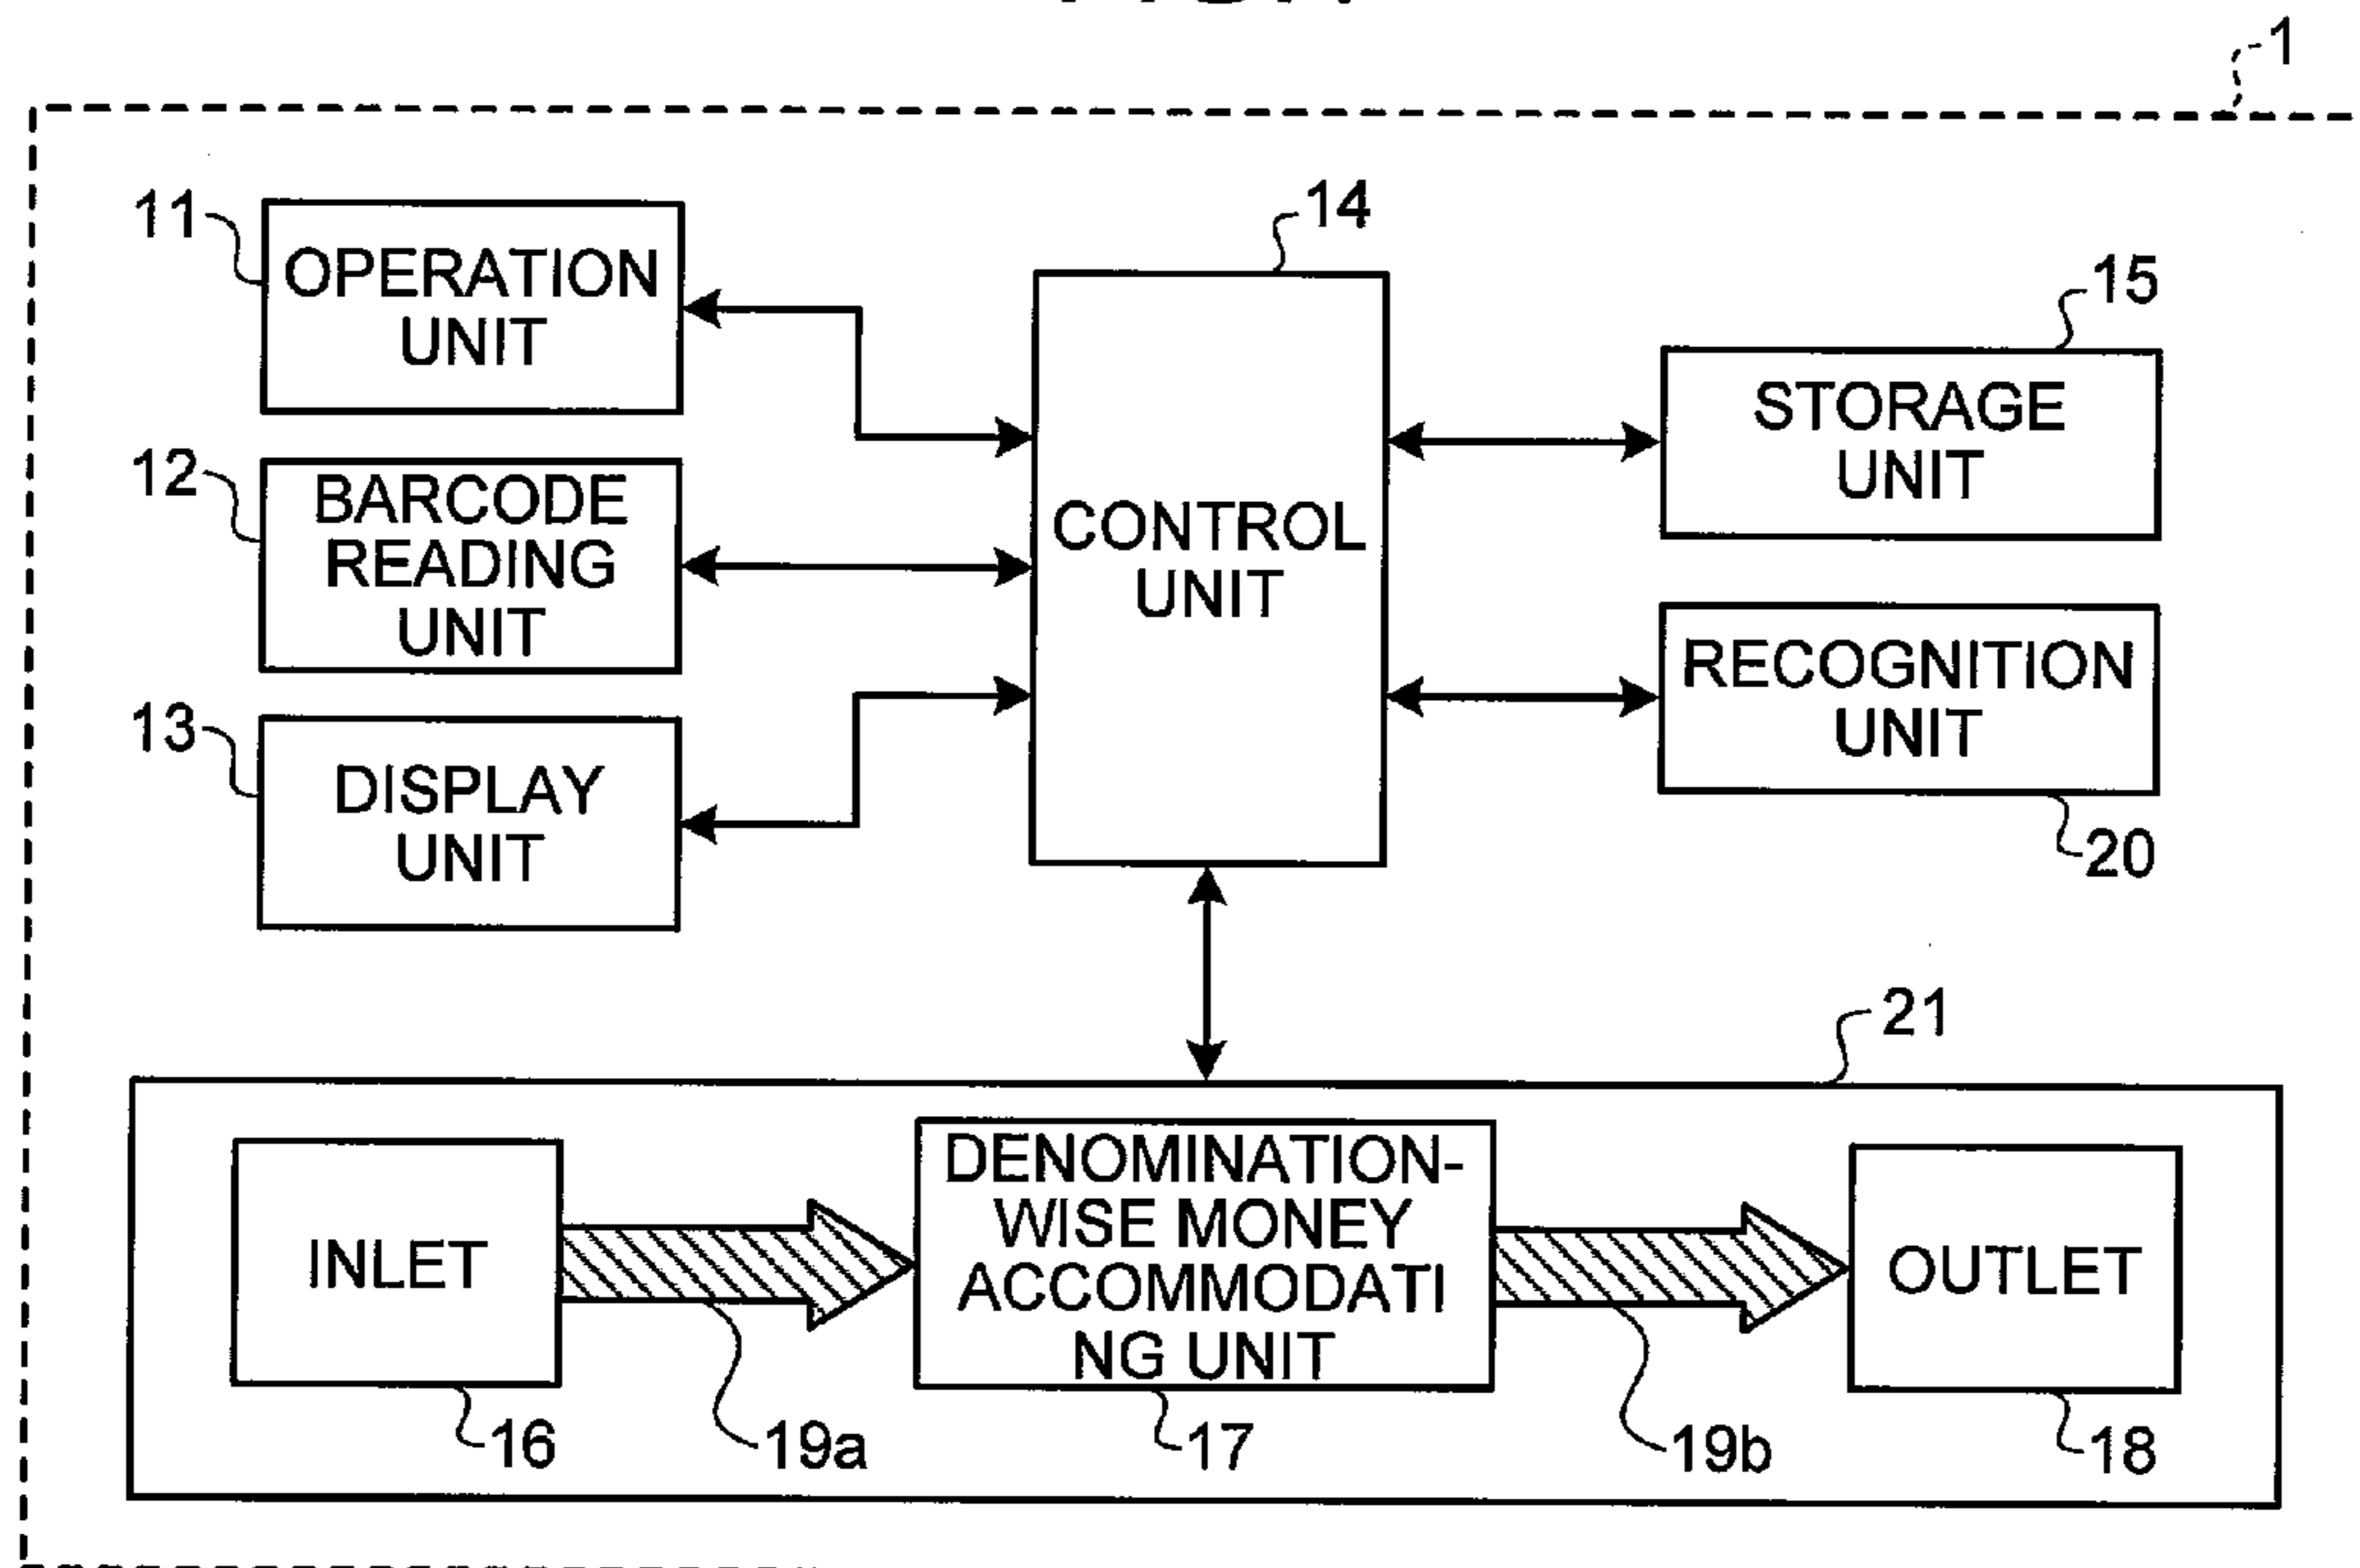 1
11
OPERATION
UNIT
12
BARCODE
READING
UNIT
13
DISPLAY
UNIT
14
CONTROL
UNIT
15
STORAGE
UNIT
RECOGNITION
UNIT
20
21
INLET
16
19a
DENOMINATION-
WISE MONEY
ACCOMMODATI
NG UNIT
17
19b
OUTLET
18